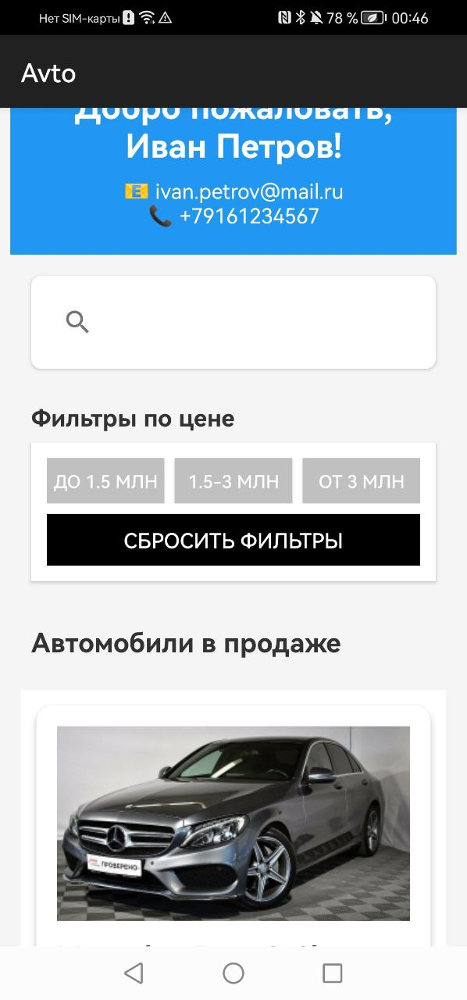 Нет SIM-карты 78 % 00:46
Avto
Добро пожаловать,
Иван Петров!
📧 ivan.petrov@mail.ru
📞 +79161234567
Фильтры по цене
ДО 1.5 МЛН 1.5-3 МЛН ОТ 3 МЛН
СБРОСИТЬ ФИЛЬТРЫ
Автомобили в продаже
ПРОВЕРЕНО